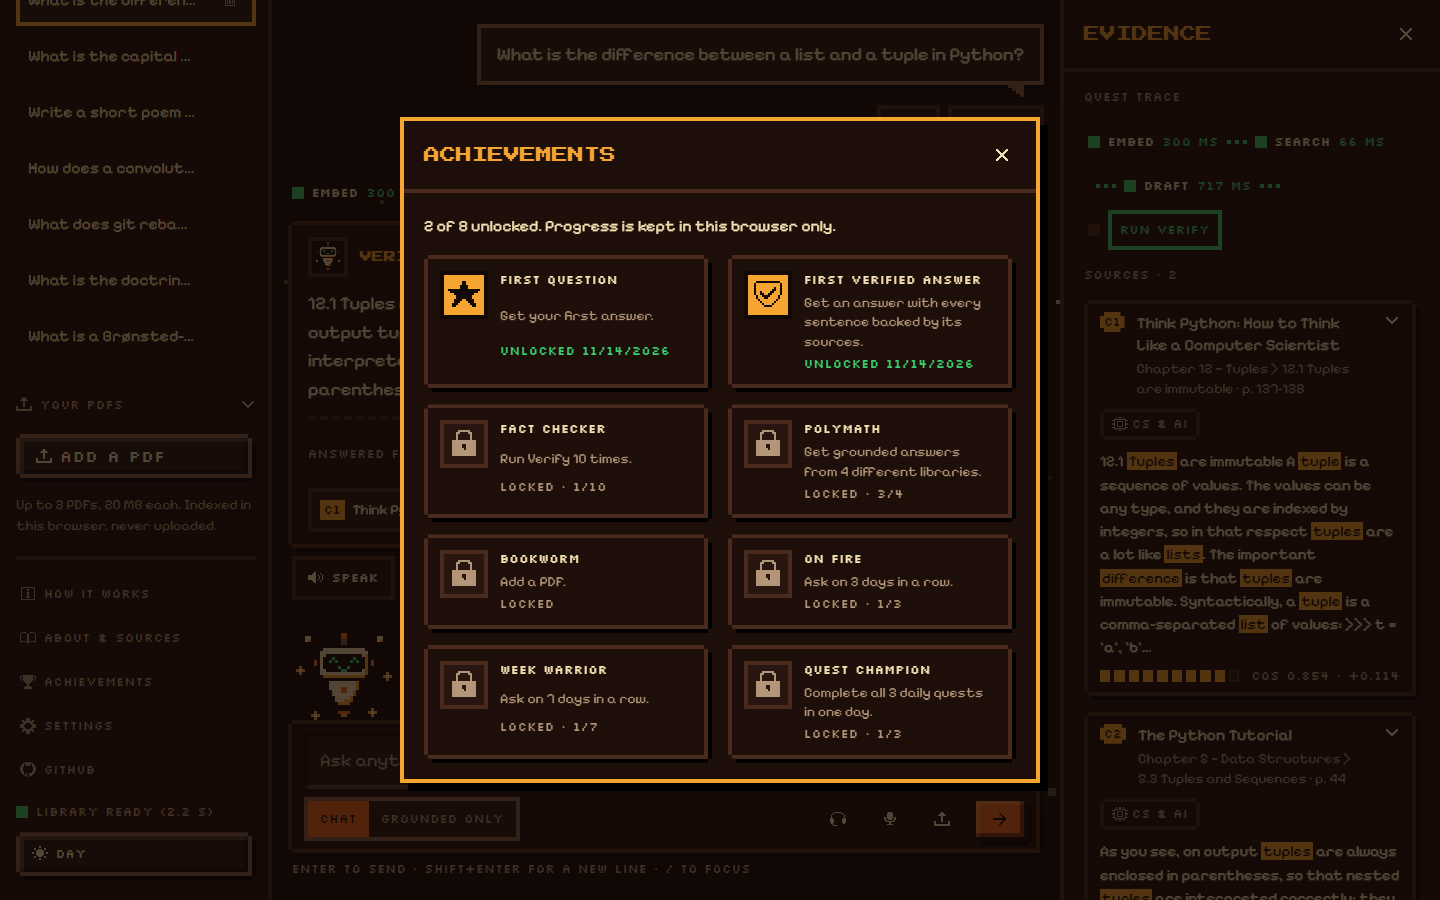 What is the differen...
What is the capital ...
Write a short poem ...
How does a convolut...
What does git reba...
What is the doctrin...
What is a Brønsted-...
YOUR PDFS
ADD A PDF
Up to 3 PDFs, 20 MB each. Indexed in
this browser, never uploaded.
HOW IT WORKS
ABOUT & SOURCES
ACHIEVEMENTS
SETTINGS
GITHUB
LIBRARY READY (2.2 S)
DAY
What is the difference between a list and a tuple in Python?
EMBED 300
VERI
12.1 Tuples
output tu
interprete
parenthes
ANSWERED F
C1 Think Py
SPEAK
Ask anyt
CHAT
GROUNDED ONLY
ENTER TO SEND · SHIFT+ENTER FOR A NEW LINE · / TO FOCUS
ACHIEVEMENTS
2 of 8 unlocked. Progress is kept in this browser only.
FIRST QUESTION
Get your first answer.
UNLOCKED 11/14/2026
FIRST VERIFIED ANSWER
Get an answer with every
sentence backed by its
sources.
UNLOCKED 11/14/2026
FACT CHECKER
Run Verify 10 times.
LOCKED · 1/10
POLYMATH
Get grounded answers
from 4 different libraries.
LOCKED · 3/4
BOOKWORM
Add a PDF.
LOCKED
ON FIRE
Ask on 3 days in a row.
LOCKED · 1/3
WEEK WARRIOR
Ask on 7 days in a row.
LOCKED · 1/7
QUEST CHAMPION
Complete all 3 daily quests
in one day.
LOCKED · 1/3
EVIDENCE
QUEST TRACE
EMBED 300 MS
SEARCH 66 MS
DRAFT 717 MS
RUN VERIFY
SOURCES · 2
C1 Think Python: How to Think
Like a Computer Scientist
Chapter 12 - Tuples > 12.1 Tuples
are immutable · p. 137-138
CS & AI
12.1 Tuples are immutable A tuple is a
sequence of values. The values can be
any type, and they are indexed by
integers, so in that respect tuples are
a lot like lists. The important
difference is that tuples are
immutable. Syntactically, a tuple is a
comma-separated list of values: >>> t =
'a', 'b'...
COS 0.854 · +0.114
C2 The Python Tutorial
Chapter 5 - Data Structures >
5.3 Tuples and Sequences · p. 44
CS & AI
As you see, on output tuples are always
enclosed in parentheses, so that nested
tuples are interpreted correctly; they